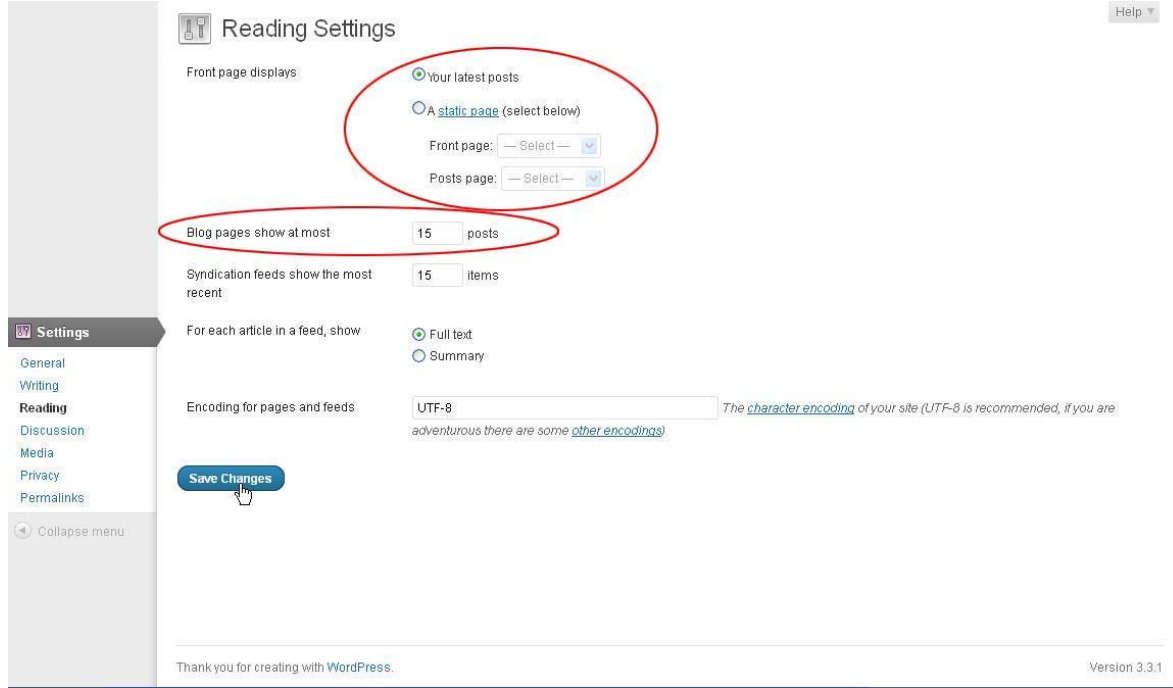 Help
Reading Settings
Front page displays
Your latest posts
A static page (select below)
Front page: — Select —
Posts page: — Select —
Blog pages show at most 15 posts
Syndication feeds show the most
recent
15 items
Settings
General
Writing
Reading
Discussion
Media
Privacy
Permalinks
Collapse menu
For each article in a feed, show
Full text
Summary
Encoding for pages and feeds UTF-8 The character encoding of your site (UTF-8 is recommended, if you are
adventurous there are some other encodings)
Save Changes
Thank you for creating with WordPress.
Version 3.3.1